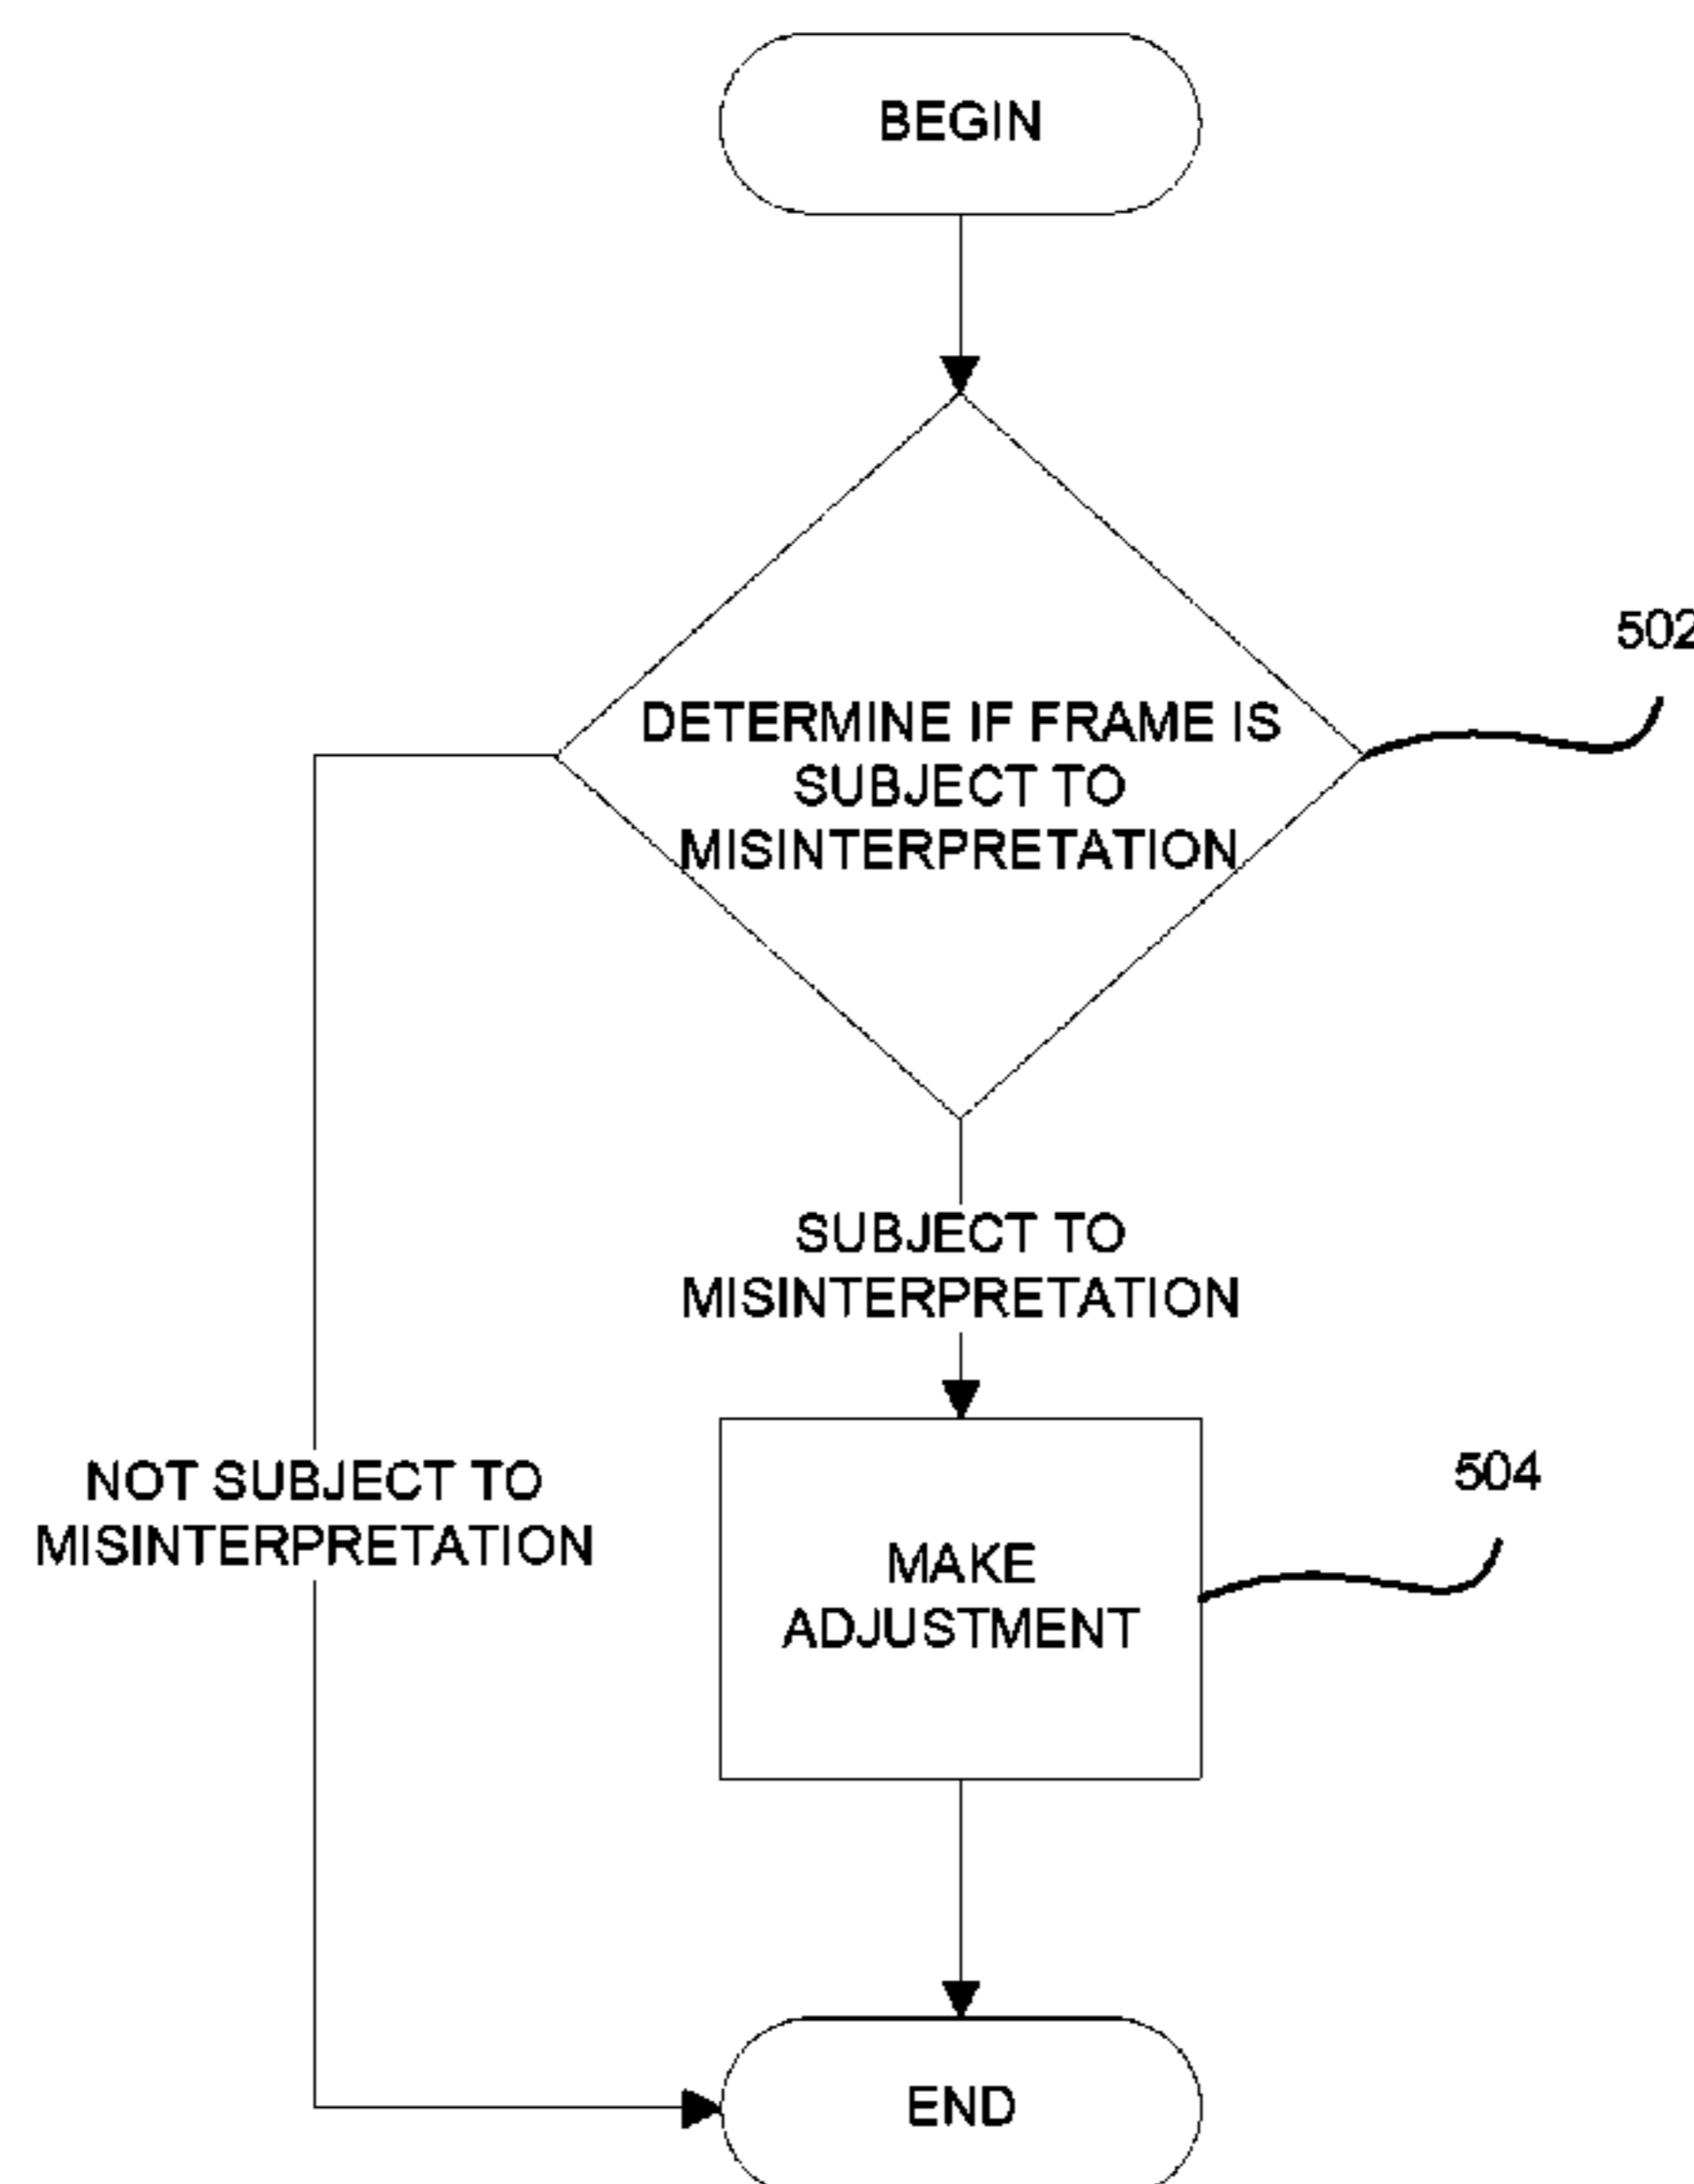 BEGIN
502
DETERMINE IF FRAME IS
SUBJECT TO
MISINTERPRETATION
SUBJECT TO
MISINTERPRETATION
NOT SUBJECT TO
MISINTERPRETATION
504
MAKE
ADJUSTMENT
END